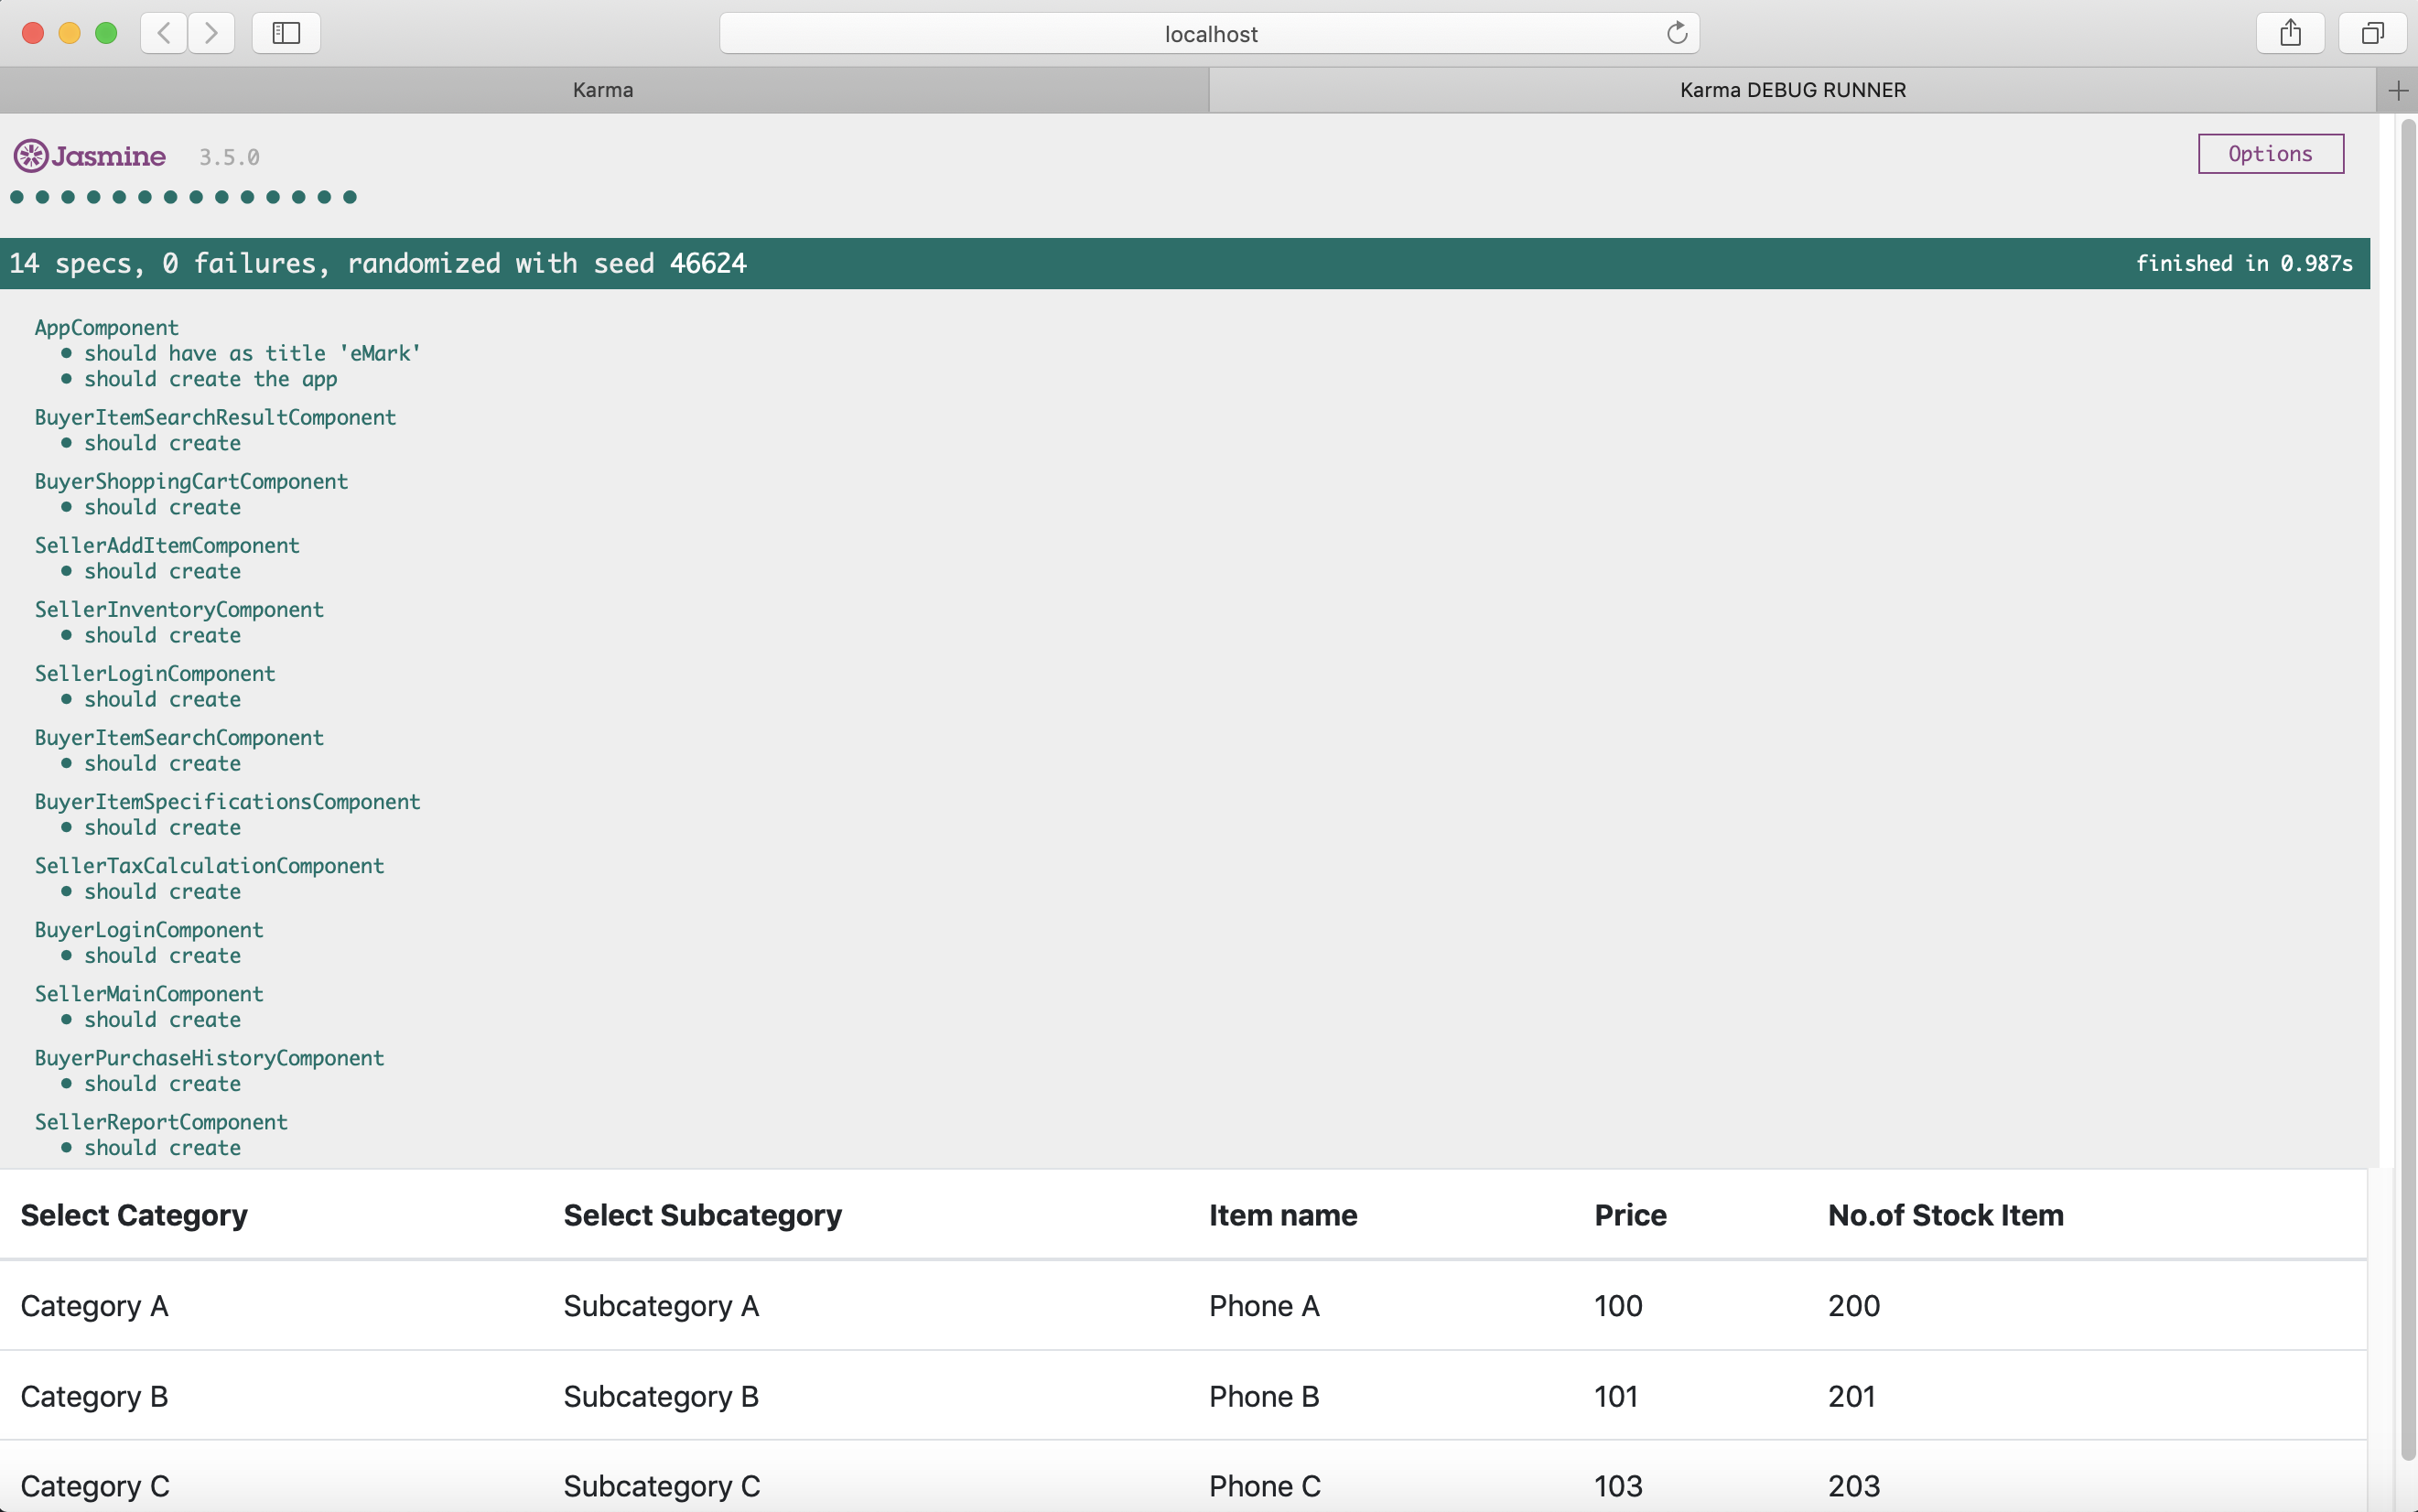 localhost
Karma
Karma DEBUG RUNNER
Jasmine 3.5.0
Options
14 specs, 0 failures, randomized with seed 46624
finished in 0.987s
AppComponent
• should have as title 'eMark'
• should create the app
BuyerItemSearchResultComponent
• should create
BuyerShoppingCartComponent
• should create
SellerAddItemComponent
• should create
SellerInventoryComponent
• should create
SellerLoginComponent
• should create
BuyerItemSearchComponent
• should create
BuyerItemSpecificationsComponent
• should create
SellerTaxCalculationComponent
• should create
BuyerLoginComponent
• should create
SellerMainComponent
• should create
BuyerPurchaseHistoryComponent
• should create
SellerReportComponent
• should create
Select Category Select Subcategory Item name Price No.of Stock Item
Category A Subcategory A Phone A 100 200
Category B Subcategory B Phone B 101 201
Category C Subcategory C Phone C 103 203